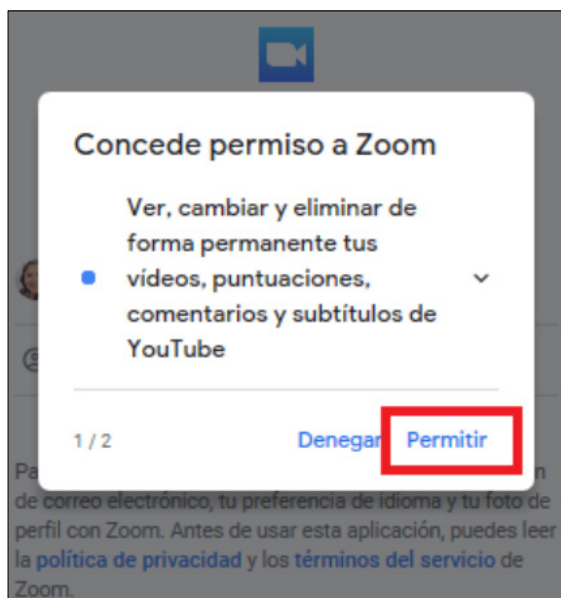 Concede permiso a Zoom
Ver, cambiar y eliminar de
forma permanente tus
vídeos, puntuaciones,
comentarios y subtítulos de
YouTube
1 / 2
Denegar Permitir
Pa n
de correo electrónico, tu preferencia de idioma y tu foto de
perfil con Zoom. Antes de usar esta aplicación, puedes leer
la política de privacidad y los términos del servicio de
Zoom.